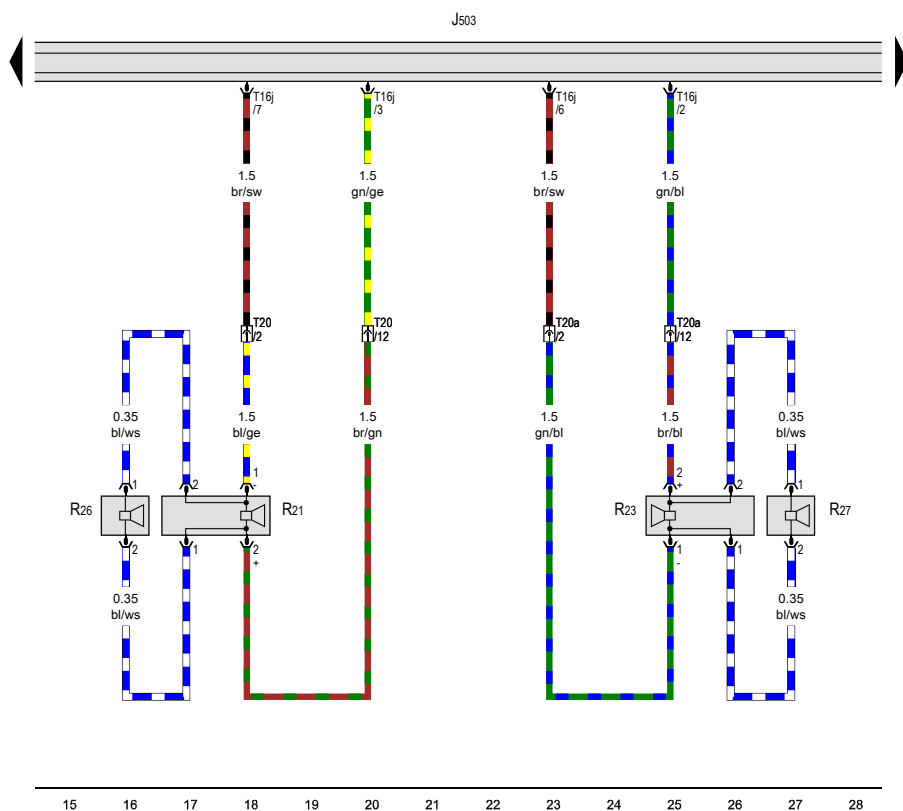 J503
T16j T16j T16j T16j
/7 /3 /6 /2
1.5 1.5 1.5 1.5
br/sw gn/ge br/sw gn/bl
T20 T20 T20a T20a
/2 /12 /2 /12
0.35 1.5 1.5 1.5 1.5 0.35
bl/ws bl/ge br/gn gn/bl br/bl bl/ws
1 2 1 2 2 1
- +
R26 R21 R23 R27
2 1 2 1 1 2
+ -
0.35 0.35
bl/ws bl/ws
15 16 17 18 19 20 21 22 23 24 25 26 27 28